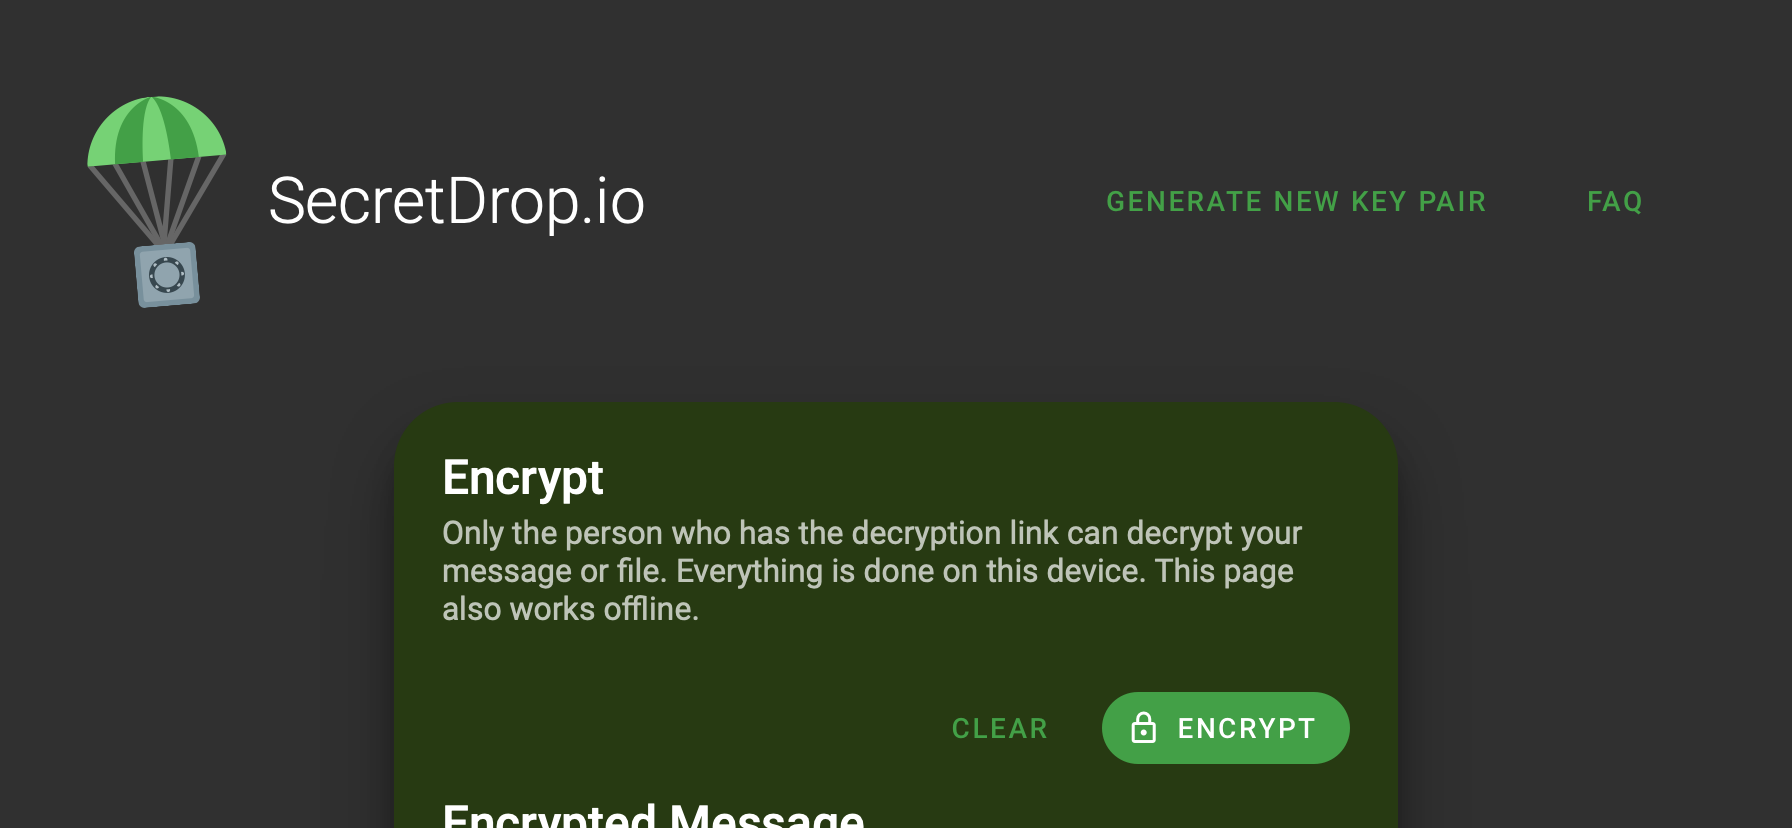 SecretDrop.io
GENERATE NEW KEY PAIR
FAQ
Encrypt
Only the person who has the decryption link can decrypt your
message or file. Everything is done on this device. This page
also works offline.
CLEAR
ENCRYPT
Encrypted Message